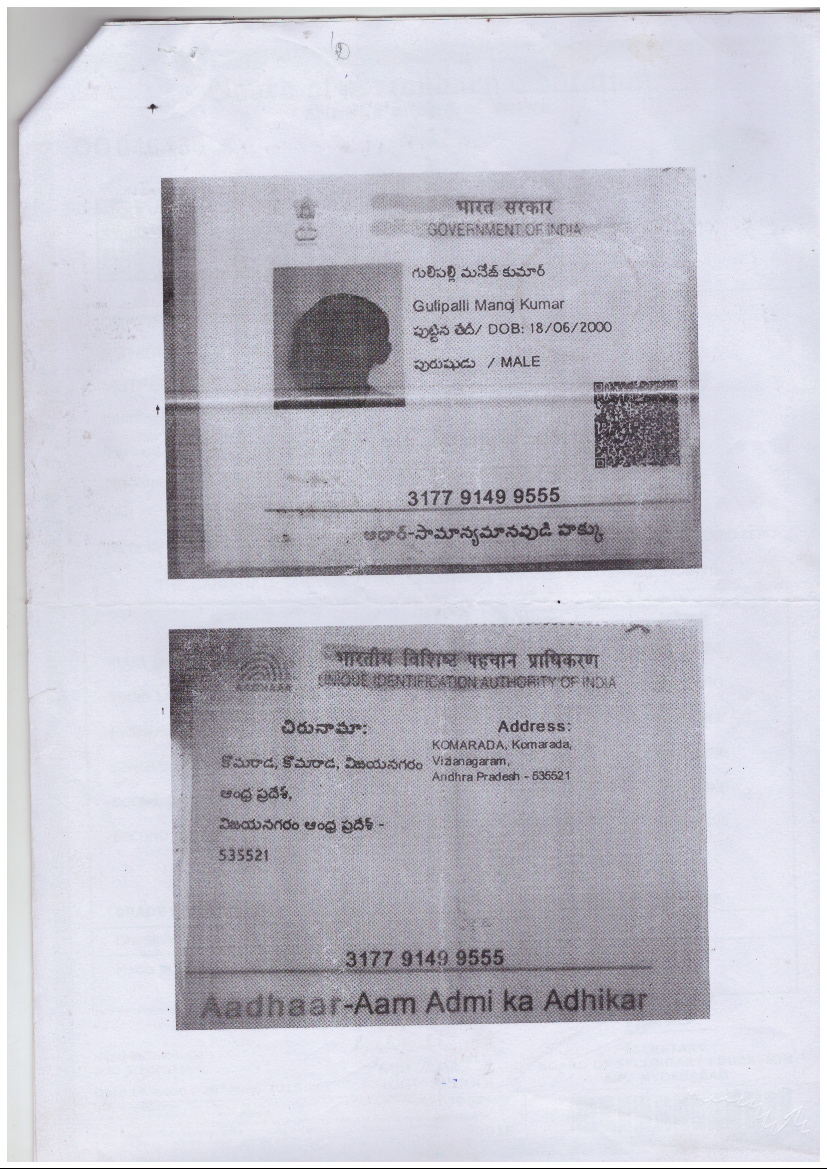 भारत सरकार
GOVERNMENT OF INDIA
గులిపల్లి మనోజ్ కుమార్
Gulipalli Manoj Kumar
పుట్టిన తేదీ/ DOB: 18/06/2000
పురుషుడు / MALE
3177 9149 9555
ఆధార్-సామాన్యమానవుడి హక్కు
भारतीय विशिष्ट पहचान प्राधिकरण
UNIQUE IDENTIFICATION AUTHORITY OF INDIA
AADHAAR
చిరునామా:
కొమరాడ, కొమరాడ, విజయనగరం
ఆంధ్ర ప్రదేశ్,
విజయనగరం ఆంధ్ర ప్రదేశ్ -
535521
Address:
KOMARADA, Komarada,
Vizianagaram,
Andhra Pradesh - 535521
3177 9149 9555
Aadhaar-Aam Admi ka Adhikar